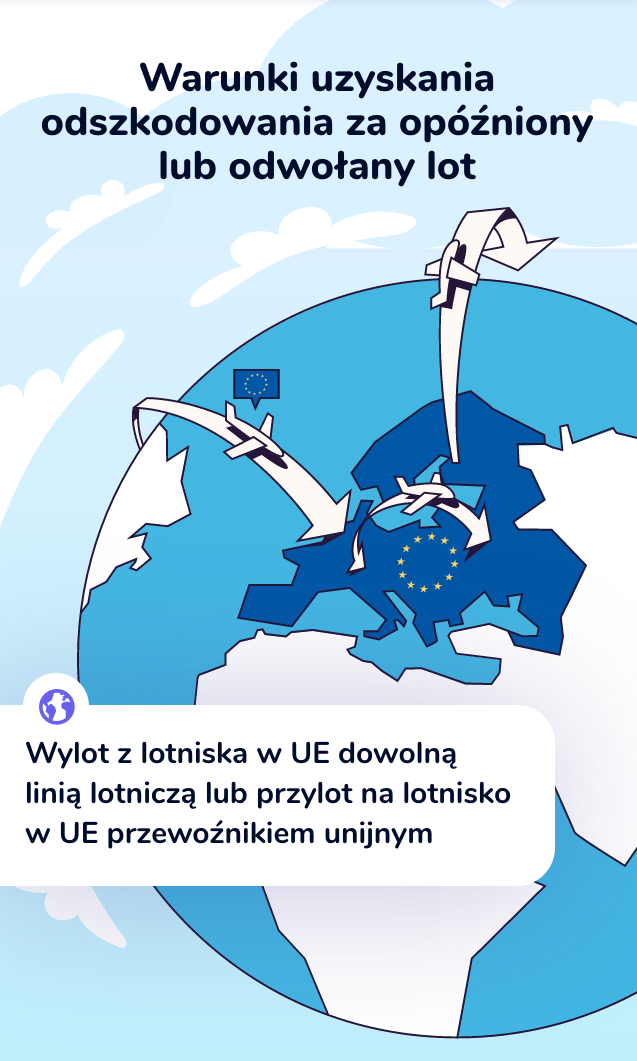 Warunki uzyskania
odszkodowania za opóźniony
lub odwołany lot
Wylot z lotniska w UE dowolną
linią lotniczą lub przylot na lotnisko
w UE przewoźnikiem unijnym